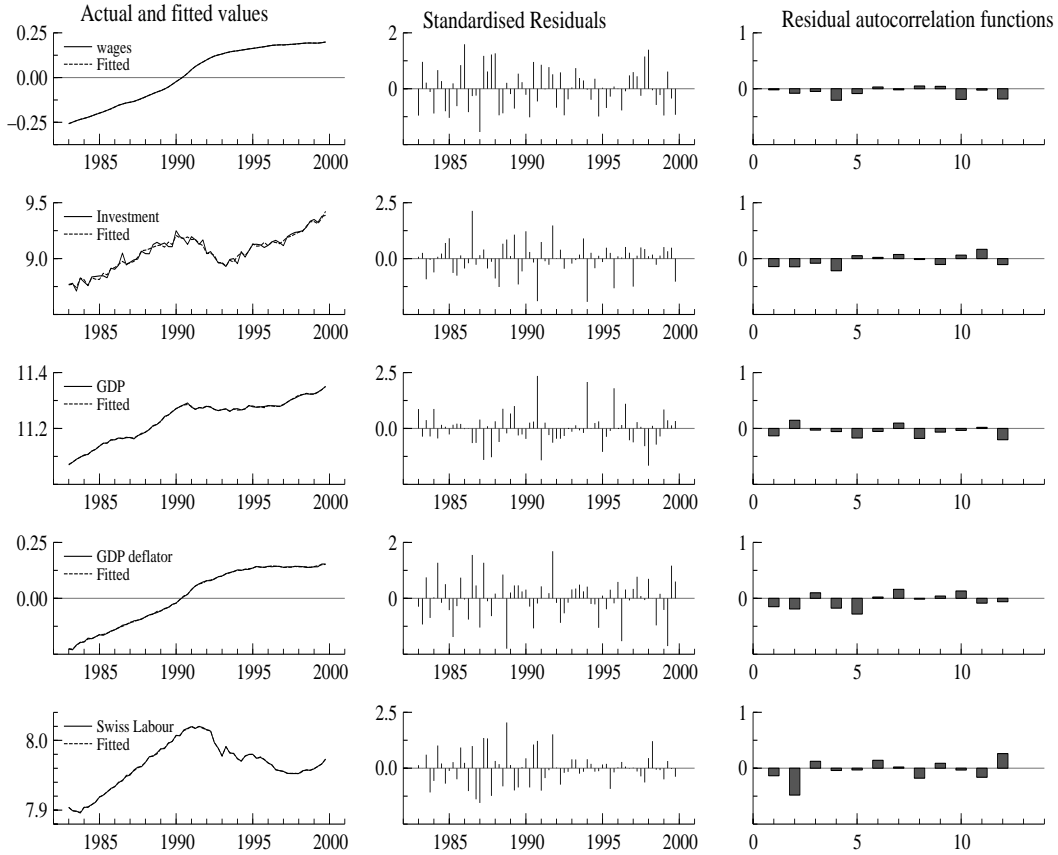 Actual and fitted values
Standardised Residuals
Residual autocorrelation functions
0.25
wages
Fitted
0.00
−0.25
1985 1990 1995 2000
2
0
1985 1990 1995 2000
1
0
0 5 10
9.5
Investment
Fitted
9.0
1985 1990 1995 2000
2.5
0.0
1985 1990 1995 2000
1
0
0 5 10
11.4
GDP
Fitted
11.2
1985 1990 1995 2000
2.5
0.0
1985 1990 1995 2000
1
0
0 5 10
0.25
GDP deflator
Fitted
0.00
1985 1990 1995 2000
2
0
1985 1990 1995 2000
1
0
0 5 10
Swiss Labour
8.0
Fitted
7.9
1985 1990 1995 2000
2.5
0.0
1985 1990 1995 2000
1
0
0 5 10